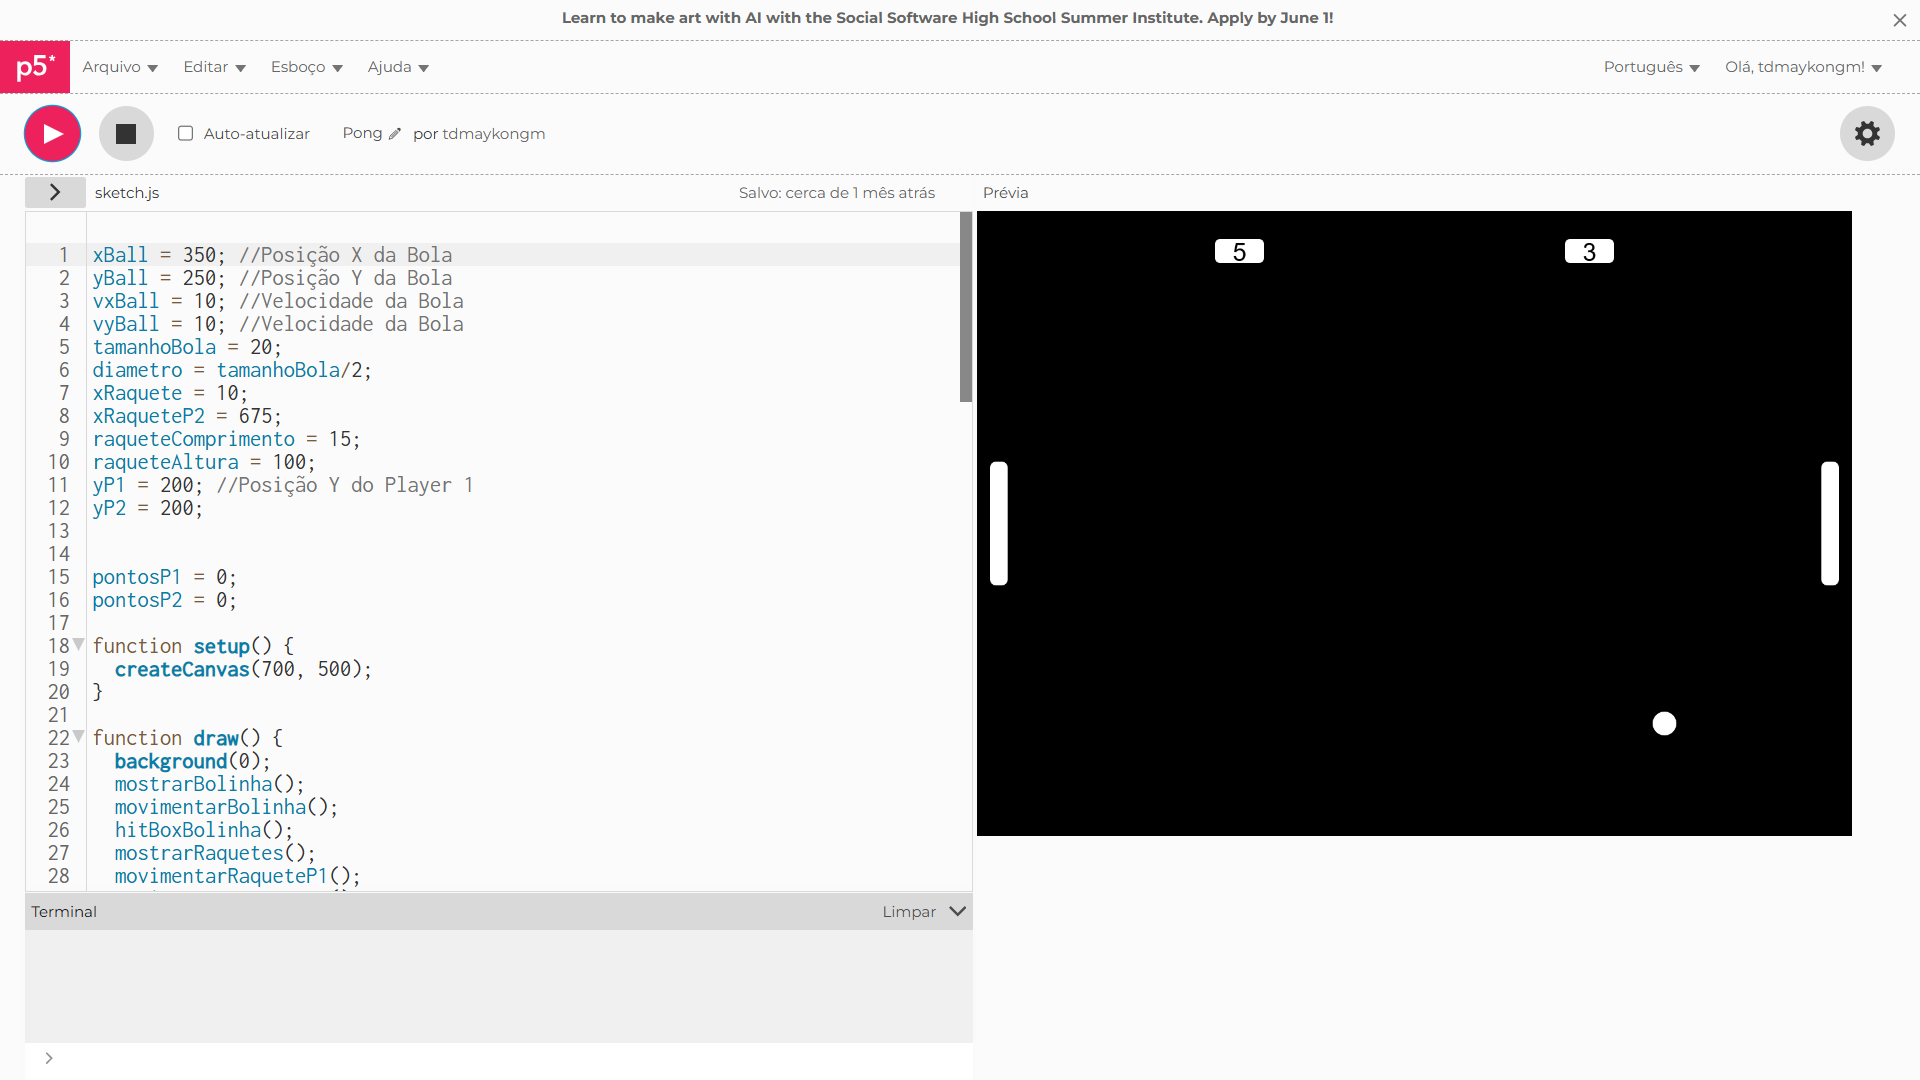 Learn to make art with AI with the Social Software High School Summer Institute. Apply by June 1!
p5* Arquivo Editar Esboço Ajuda Português Olá, tdmaykongm!
Auto-atualizar Pong por tdmaykongm
sketch.js Salvo: cerca de 1 mês atrás Prévia
1 xBall = 350; //Posição X da Bola
2 yBall = 250; //Posição Y da Bola
3 vxBall = 10; //Velocidade da Bola
4 vyBall = 10; //Velocidade da Bola
5 tamanhoBola = 20;
6 diametro = tamanhoBola/2;
7 xRaquete = 10;
8 xRaqueteP2 = 675;
9 raqueteComprimento = 15;
10 raqueteAltura = 100;
11 yP1 = 200; //Posição Y do Player 1
12 yP2 = 200;
13
14
15 pontosP1 = 0;
16 pontosP2 = 0;
17
18 function setup() {
19 createCanvas(700, 500);
20 }
21
22 function draw() {
23 background(0);
24 mostrarBolinha();
25 movimentarBolinha();
26 hitBoxBolinha();
27 mostrarRaquetes();
28 movimentarRaqueteP1();
5 3
Terminal Limpar
>